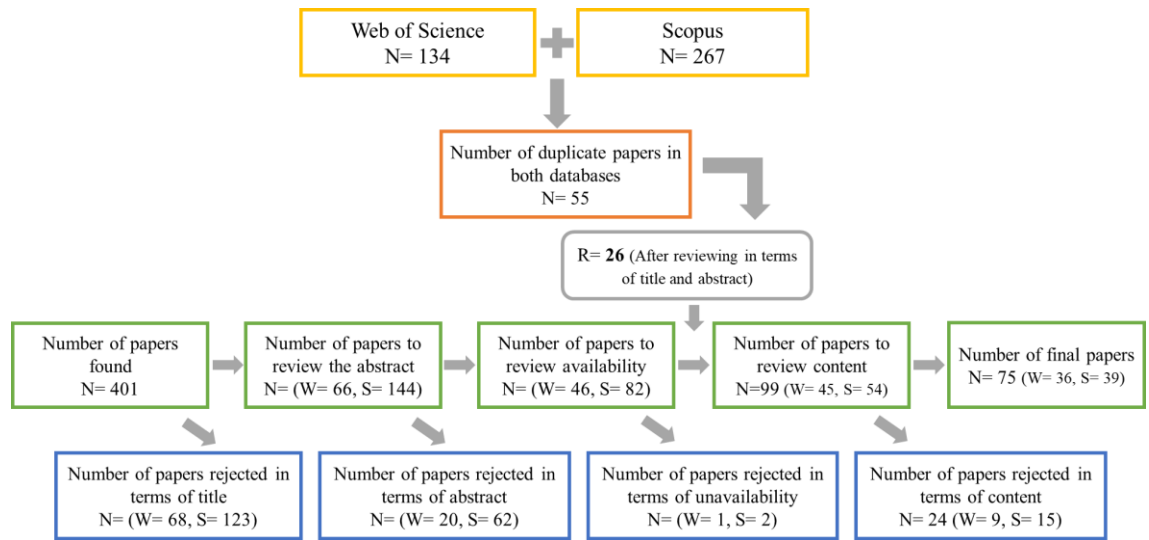 Web of Science
N= 134
Scopus
N= 267
Number of duplicate papers in
both databases
N= 55
R= 26 (After reviewing in terms
of title and abstract)
Number of papers
found
N= 401
Number of papers to
review the abstract
N= (W= 66, S= 144)
Number of papers to
review availability
N= (W= 46, S= 82)
Number of papers to
review content
N=99 (W= 45, S= 54)
Number of final papers
N= 75 (W= 36, S= 39)
Number of papers rejected in
terms of title
N= (W= 68, S= 123)
Number of papers rejected in
terms of abstract
N= (W= 20, S= 62)
Number of papers rejected in
terms of unavailability
N= (W= 1, S= 2)
Number of papers rejected in
terms of content
N= 24 (W= 9, S= 15)